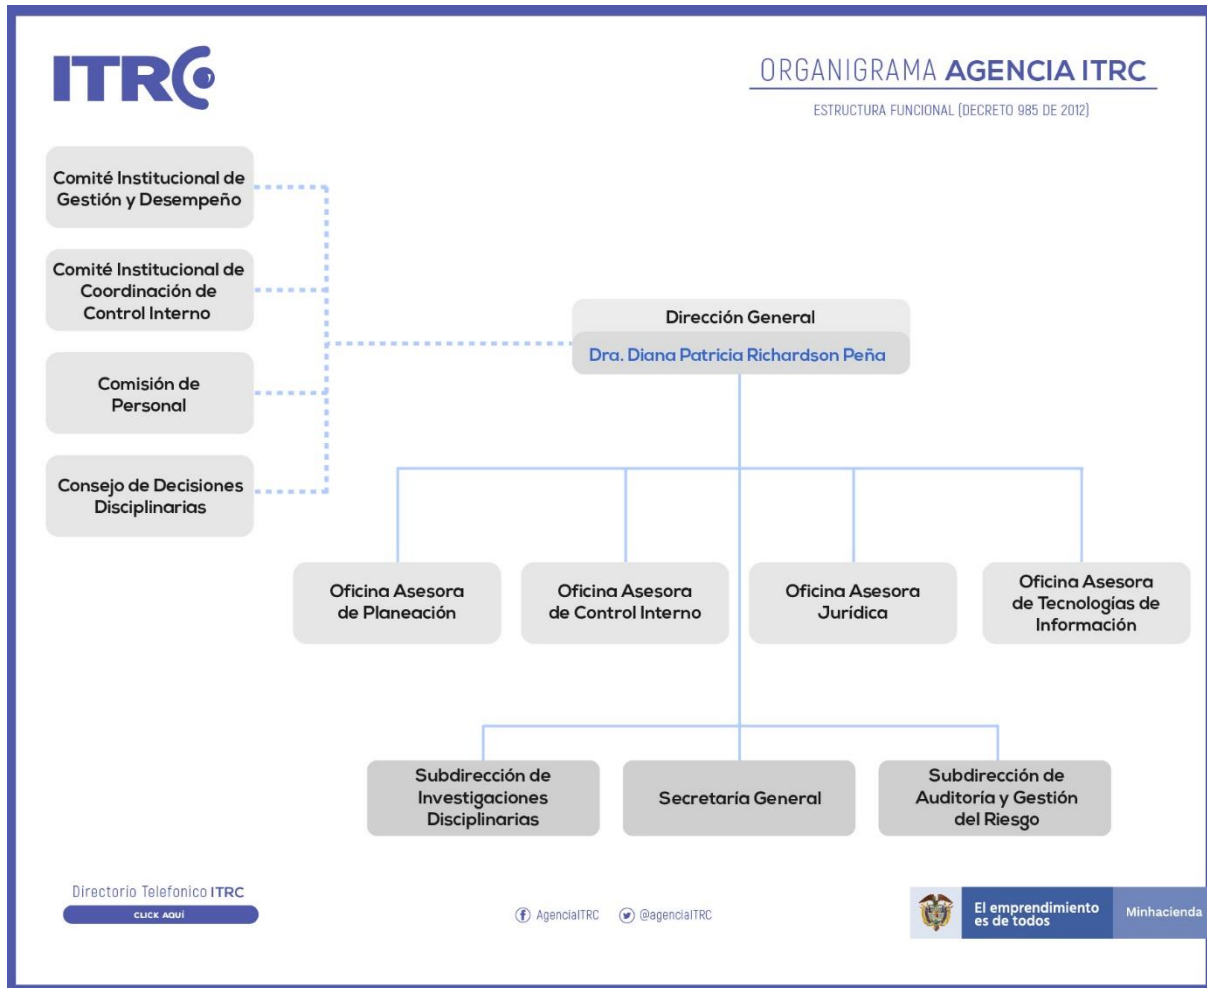 ITRC
ORGANIGRAMA AGENCIA ITRC
ESTRUCTURA FUNCIONAL (DECRETO 985 DE 2012)
Comité Institucional de
Gestión y Desempeño
Comité Institucional de
Coordinación de
Control Interno
Comisión de
Personal
Consejo de Decisiones
Disciplinarias
Dirección General
Dra. Diana Patricia Richardson Peña
Oficina Asesora
de Planeación
Oficina Asesora
de Control Interno
Oficina Asesora
Jurídica
Oficina Asesora
de Tecnologías de
Información
Subdirección de
Investigaciones
Disciplinarias
Secretaría General
Subdirección de
Auditoría y Gestión
del Riesgo
Directorio Telefonico ITRC
CLICK AQUÍ
AgenciaITRC
@agenciaITRC
El emprendimiento
es de todos
Minhacienda